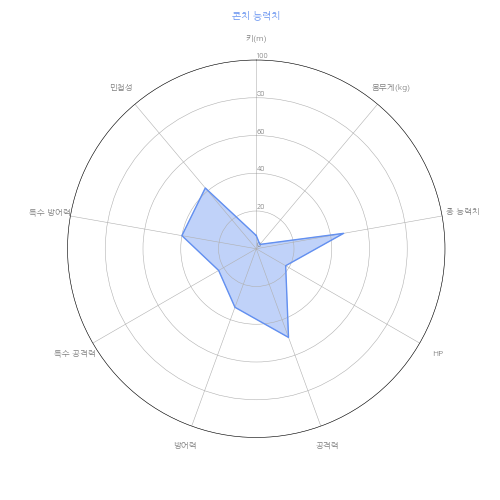 콘치 능력치
키(m)
100
민첩성
몸무게(kg)
80
60
40
특수 방어력
20
총 능력치
특수 공격력
HP
방어력
공격력